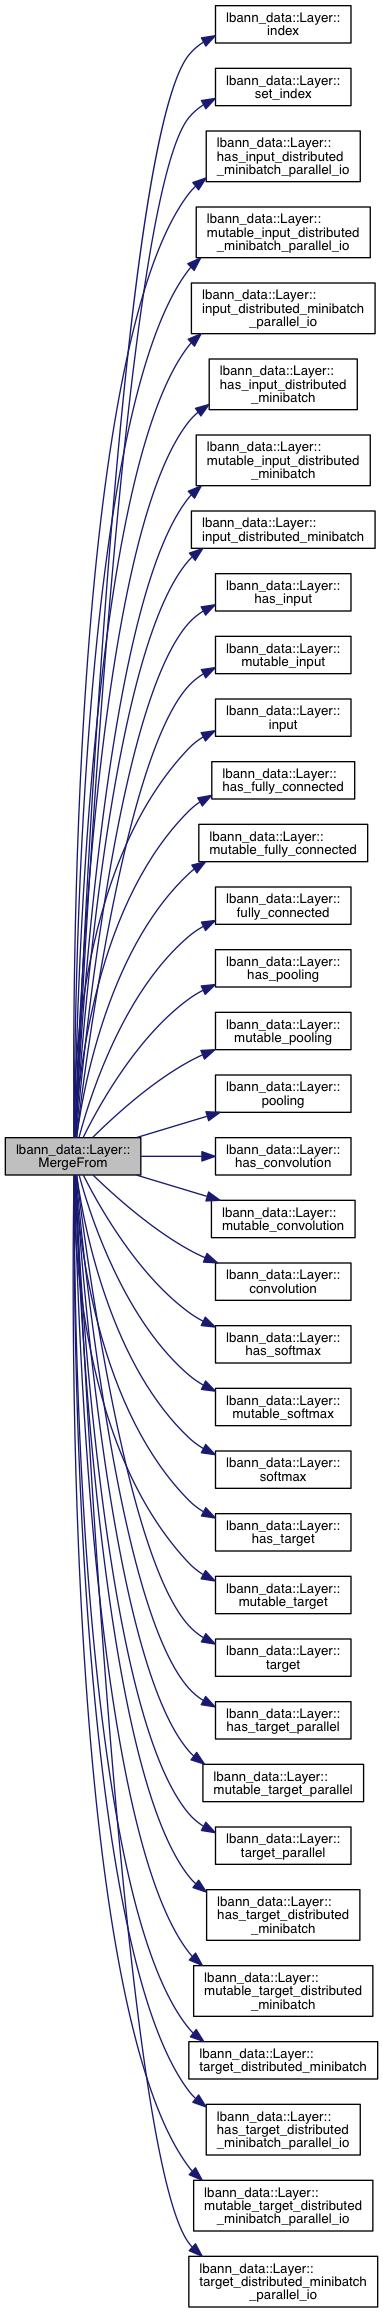 lbann_data::Layer::
index
lbann_data::Layer::
set_index
lbann_data::Layer::
has_input_distributed
_minibatch_parallel_io
lbann_data::Layer::
mutable_input_distributed
_minibatch_parallel_io
lbann_data::Layer::
input_distributed_minibatch
_parallel_io
lbann_data::Layer::
has_input_distributed
_minibatch
lbann_data::Layer::
mutable_input_distributed
_minibatch
lbann_data::Layer::
input_distributed_minibatch
lbann_data::Layer::
has_input
lbann_data::Layer::
mutable_input
lbann_data::Layer::
input
lbann_data::Layer::
has_fully_connected
lbann_data::Layer::
mutable_fully_connected
lbann_data::Layer::
fully_connected
lbann_data::Layer::
has_pooling
lbann_data::Layer::
mutable_pooling
lbann_data::Layer::
pooling
lbann_data::Layer::
MergeFrom
lbann_data::Layer::
has_convolution
lbann_data::Layer::
mutable_convolution
lbann_data::Layer::
convolution
lbann_data::Layer::
has_softmax
lbann_data::Layer::
mutable_softmax
lbann_data::Layer::
softmax
lbann_data::Layer::
has_target
lbann_data::Layer::
mutable_target
lbann_data::Layer::
target
lbann_data::Layer::
has_target_parallel
lbann_data::Layer::
mutable_target_parallel
lbann_data::Layer::
target_parallel
lbann_data::Layer::
has_target_distributed
_minibatch
lbann_data::Layer::
mutable_target_distributed
_minibatch
lbann_data::Layer::
target_distributed_minibatch
lbann_data::Layer::
has_target_distributed
_minibatch_parallel_io
lbann_data::Layer::
mutable_target_distributed
_minibatch_parallel_io
lbann_data::Layer::
target_distributed_minibatch
_parallel_io